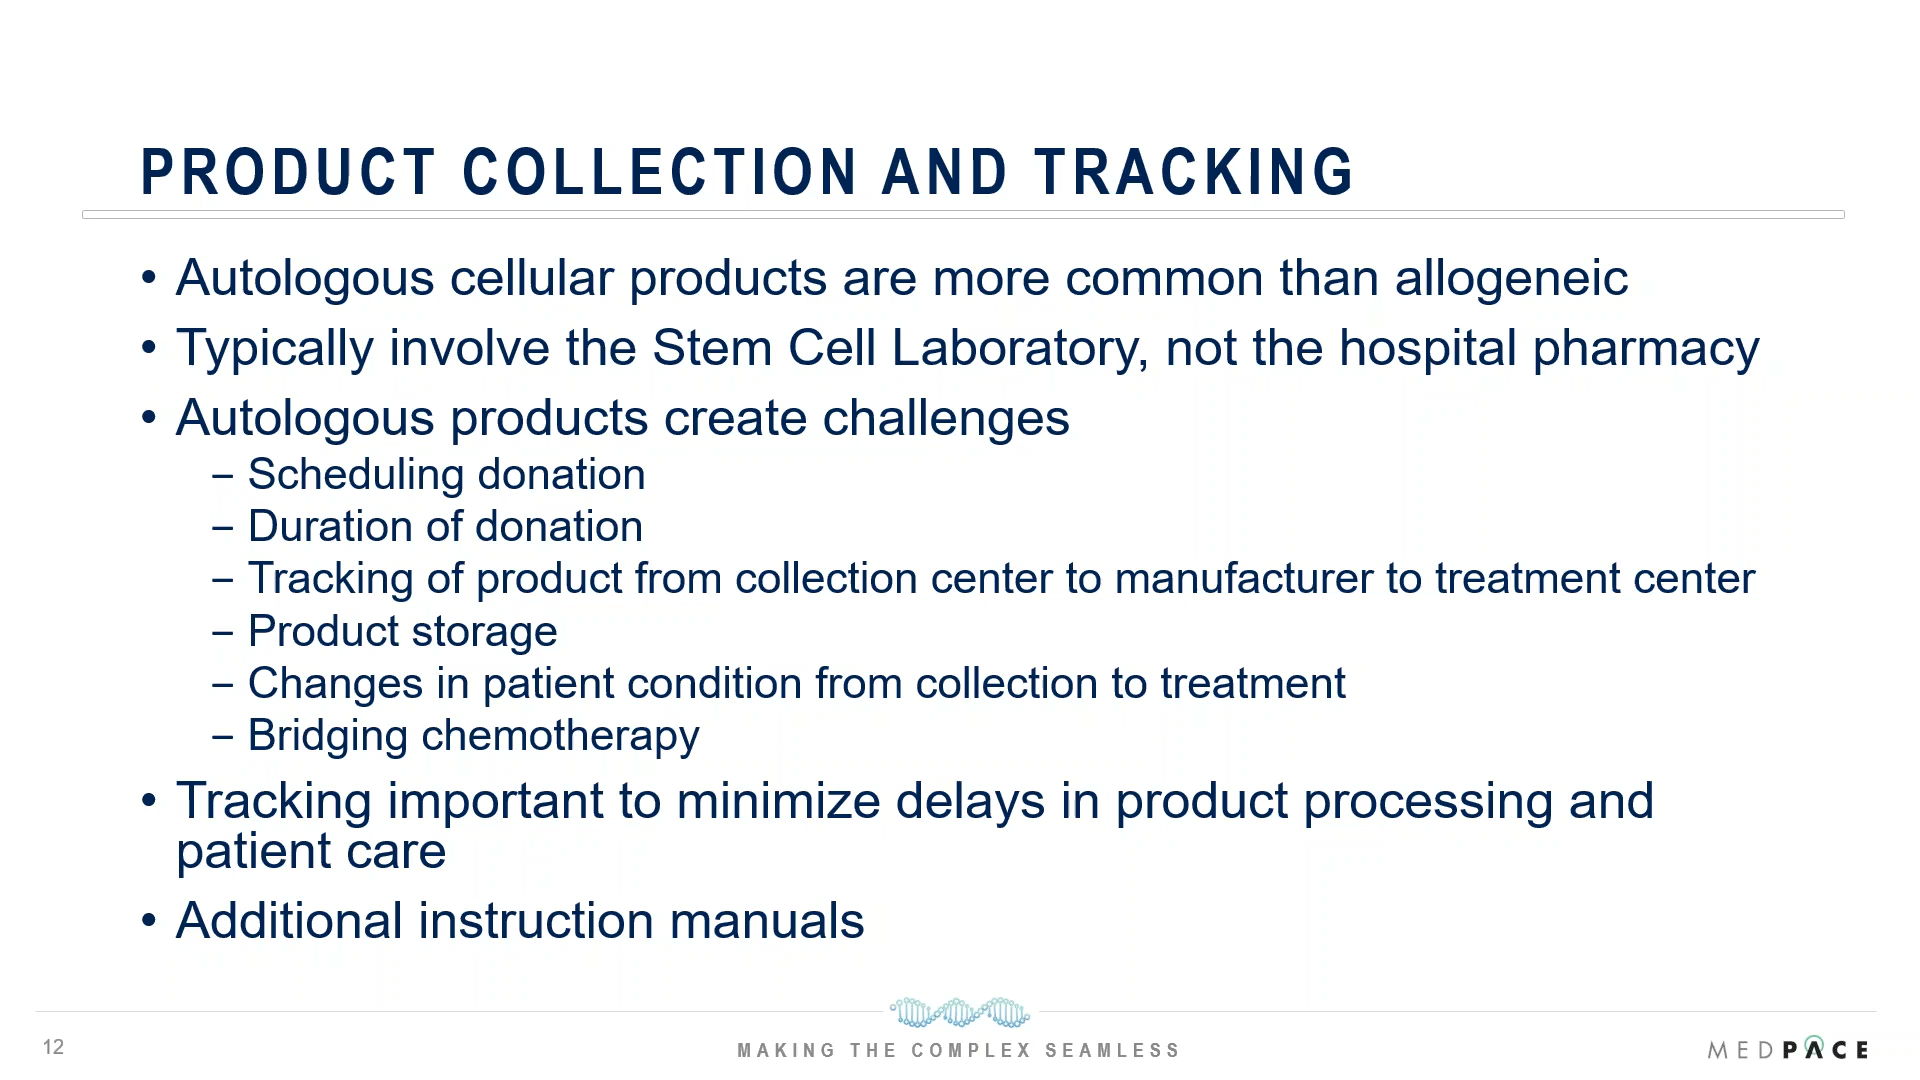 PRODUCT COLLECTION AND TRACKING
• Autologous cellular products are more common than allogeneic
• Typically involve the Stem Cell Laboratory, not the hospital pharmacy
• Autologous products create challenges
– Scheduling donation
– Duration of donation
– Tracking of product from collection center to manufacturer to treatment center
– Product storage
– Changes in patient condition from collection to treatment
– Bridging chemotherapy
• Tracking important to minimize delays in product processing and
patient care
• Additional instruction manuals
12
MAKING THE COMPLEX SEAMLESS
MEDPACE